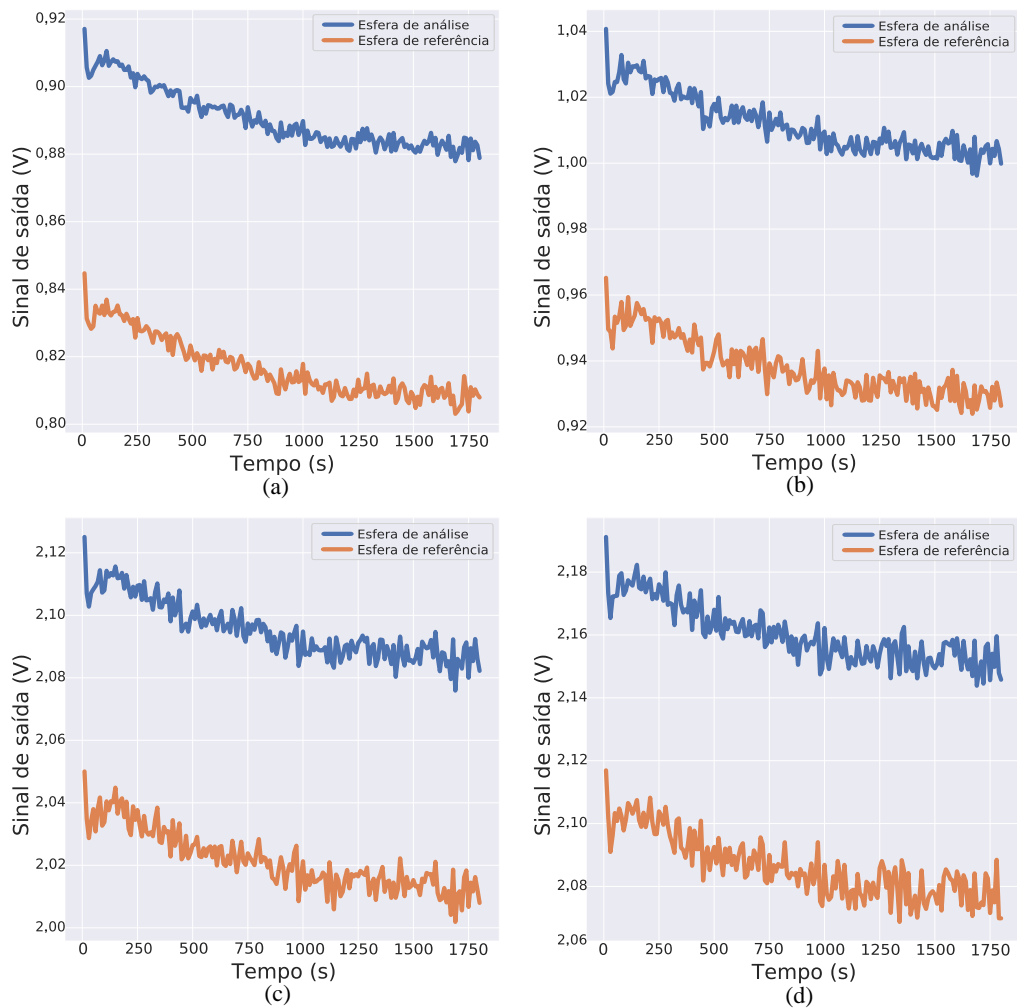 0,92
0,90
0,88
0,86
0,84
0,82
0,80
Sinal de saída (V)
Esfera de análise
Esfera de referência
0 250 500 750 1000 1250 1500 1750
Tempo (s)
(a)
1,04
1,02
1,00
0,98
0,96
0,94
0,92
Sinal de saída (V)
Esfera de análise
Esfera de referência
0 250 500 750 1000 1250 1500 1750
Tempo (s)
(b)
2,12
2,10
2,08
2,06
2,04
2,02
2,00
Sinal de saída (V)
Esfera de análise
Esfera de referência
0 250 500 750 1000 1250 1500 1750
Tempo (s)
(c)
2,18
2,16
2,14
2,12
2,10
2,08
2,06
Sinal de saída (V)
Esfera de análise
Esfera de referência
0 250 500 750 1000 1250 1500 1750
Tempo (s)
(d)